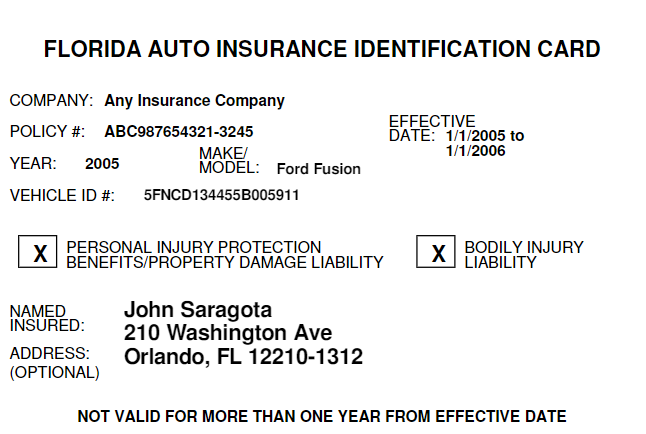 FLORIDA AUTO INSURANCE IDENTIFICATION CARD
COMPANY: Any Insurance Company
POLICY #: ABC987654321-3245
EFFECTIVE
DATE: 1/1/2005 to
1/1/2006
YEAR: 2005
MAKE/
MODEL: Ford Fusion
VEHICLE ID #: 5FNCD134455B005911
X PERSONAL INJURY PROTECTION
BENEFITS/PROPERTY DAMAGE LIABILITY
X BODILY INJURY
LIABILITY
NAMED
INSURED:
John Saragota
210 Washington Ave
ADDRESS: Orlando, FL 12210-1312
(OPTIONAL)
NOT VALID FOR MORE THAN ONE YEAR FROM EFFECTIVE DATE